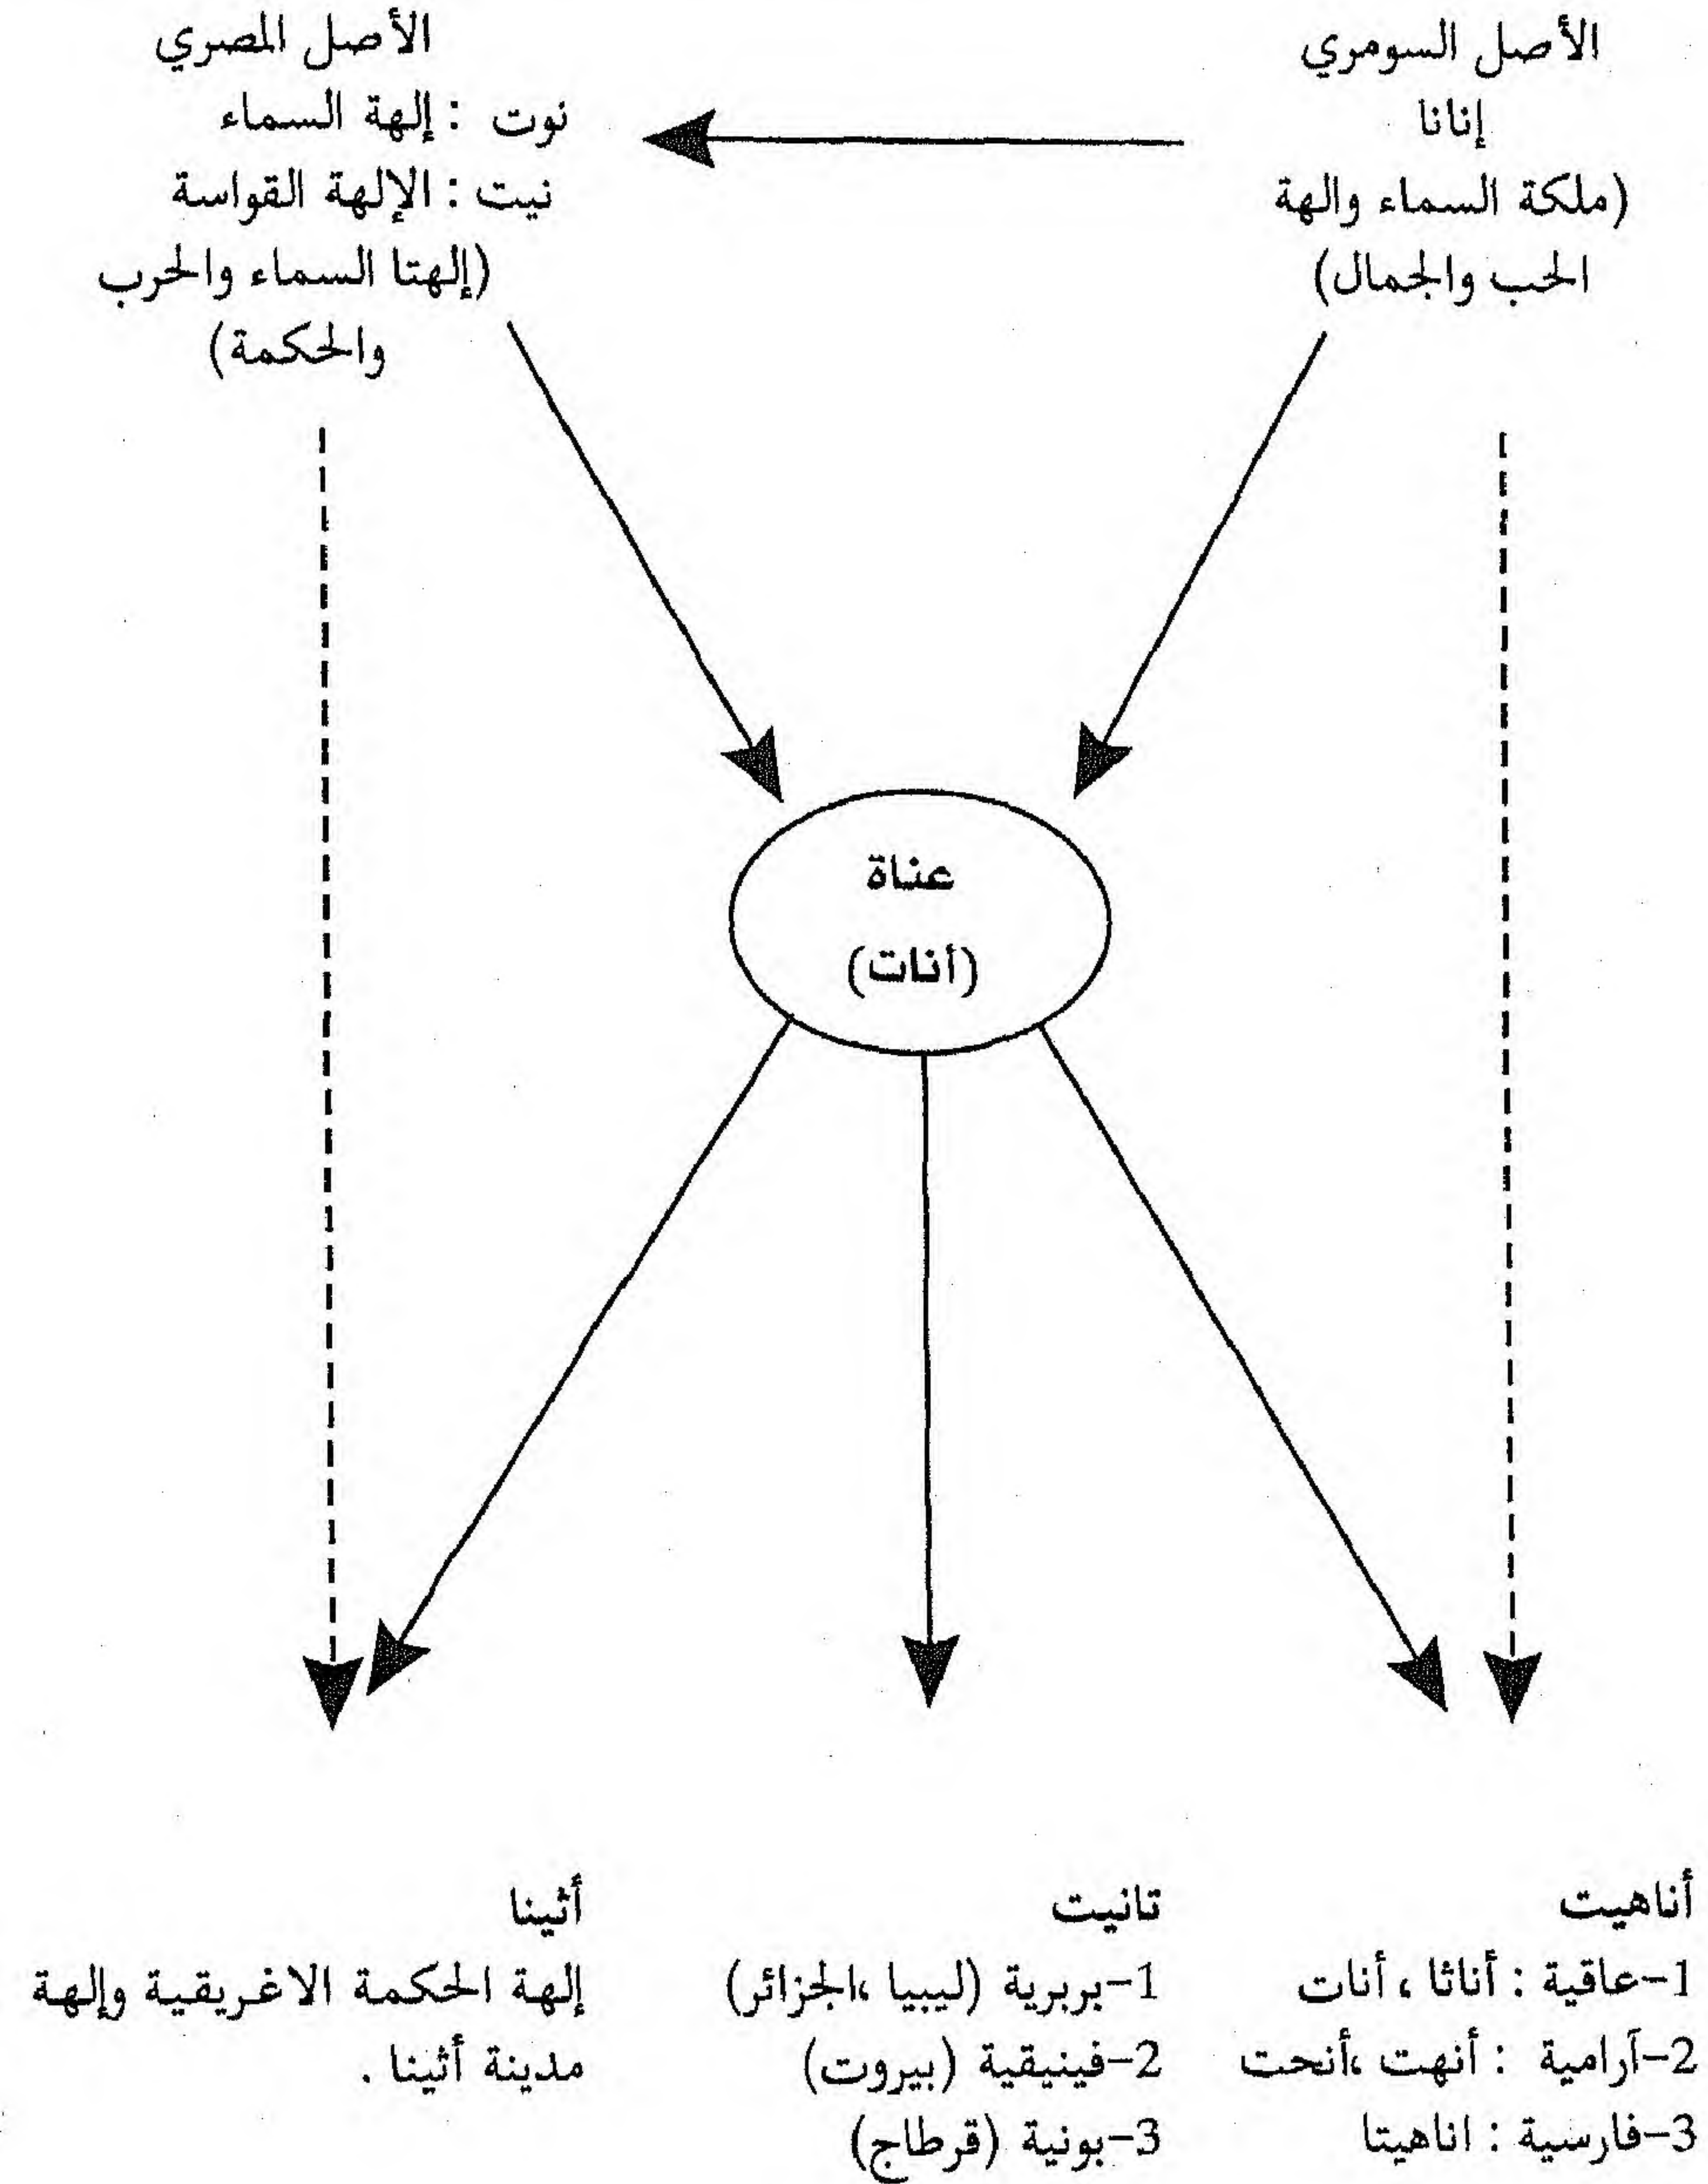 الأصل السومري
إنانا
(ملكة السماء والهة
الحب والجمال)
الأصل المصري
نوت : إلهة السماء
نيت : الإلهة القواسة
(إلهتا السماء والحرب
والحكمة)
عناة
(أنات)
أناهيت
1-عاقية : أناثا ، أنات
2-آرامية : أنهت ،أنحت
3-فارسية : اناهيتا
تانيت
1-بربرية (ليبيا ،الجزائر)
2-فينيقية (بيروت)
3-بونية (قرطاج)
أثينا
إلهة الحكمة الاغريقية وإلهة
مدينة أثينا .